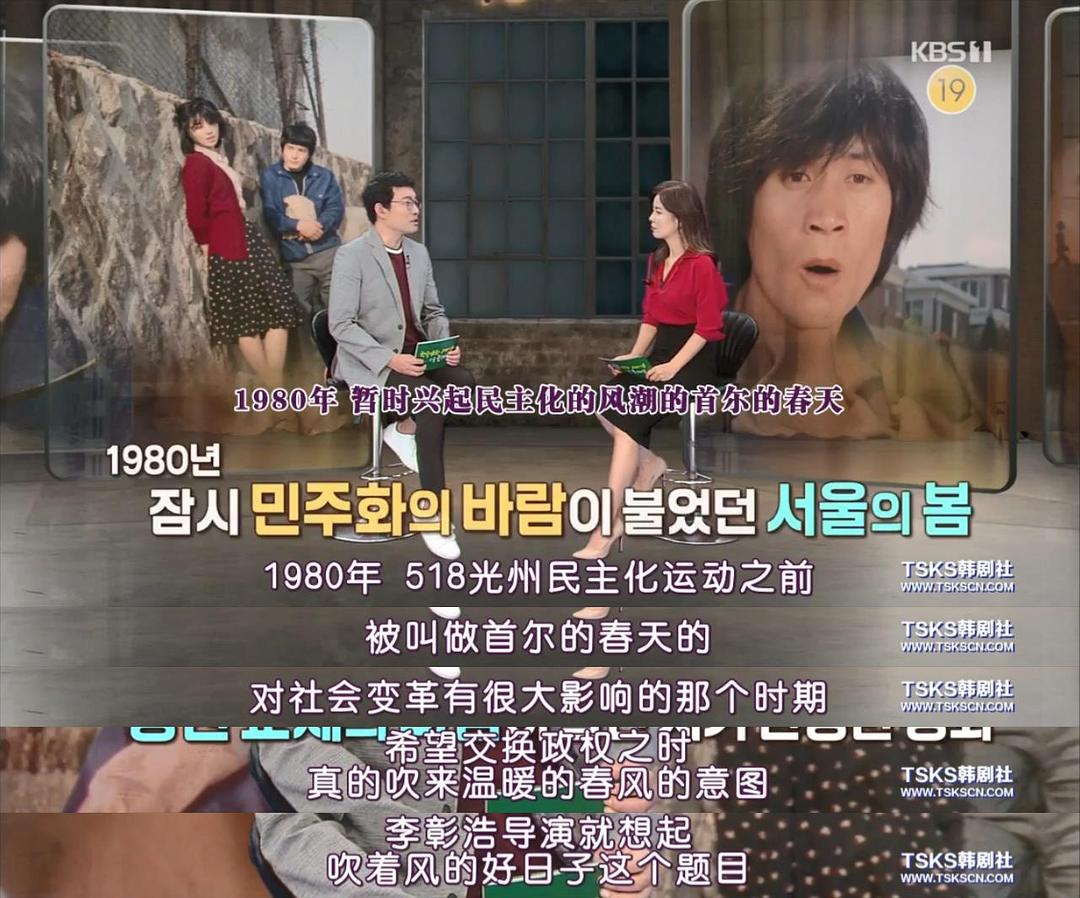 KBS 1
19
1980年 暂时兴起民主化的风潮的首尔的春天
1980년
잠시 민주화의 바람이 불었던 서울의 봄
1980年 518光州民主化运动之前
TSKS韩剧社
WWW.TSKSCN.COM
被叫做首尔的春天的
TSKS韩剧社
WWW.TSKSCN.COM
对社会变革有很大影响的那个时期
TSKS韩剧社
WWW.TSKSCN.COM
希望交换政权之时
真的吹来温暖的春风的意图
TSKS韩剧社
WWW.TSKSCN.COM
李彰浩导演就想起
吹着风的好日子这个题目
TSKS韩剧社
WWW.TSKSCN.COM